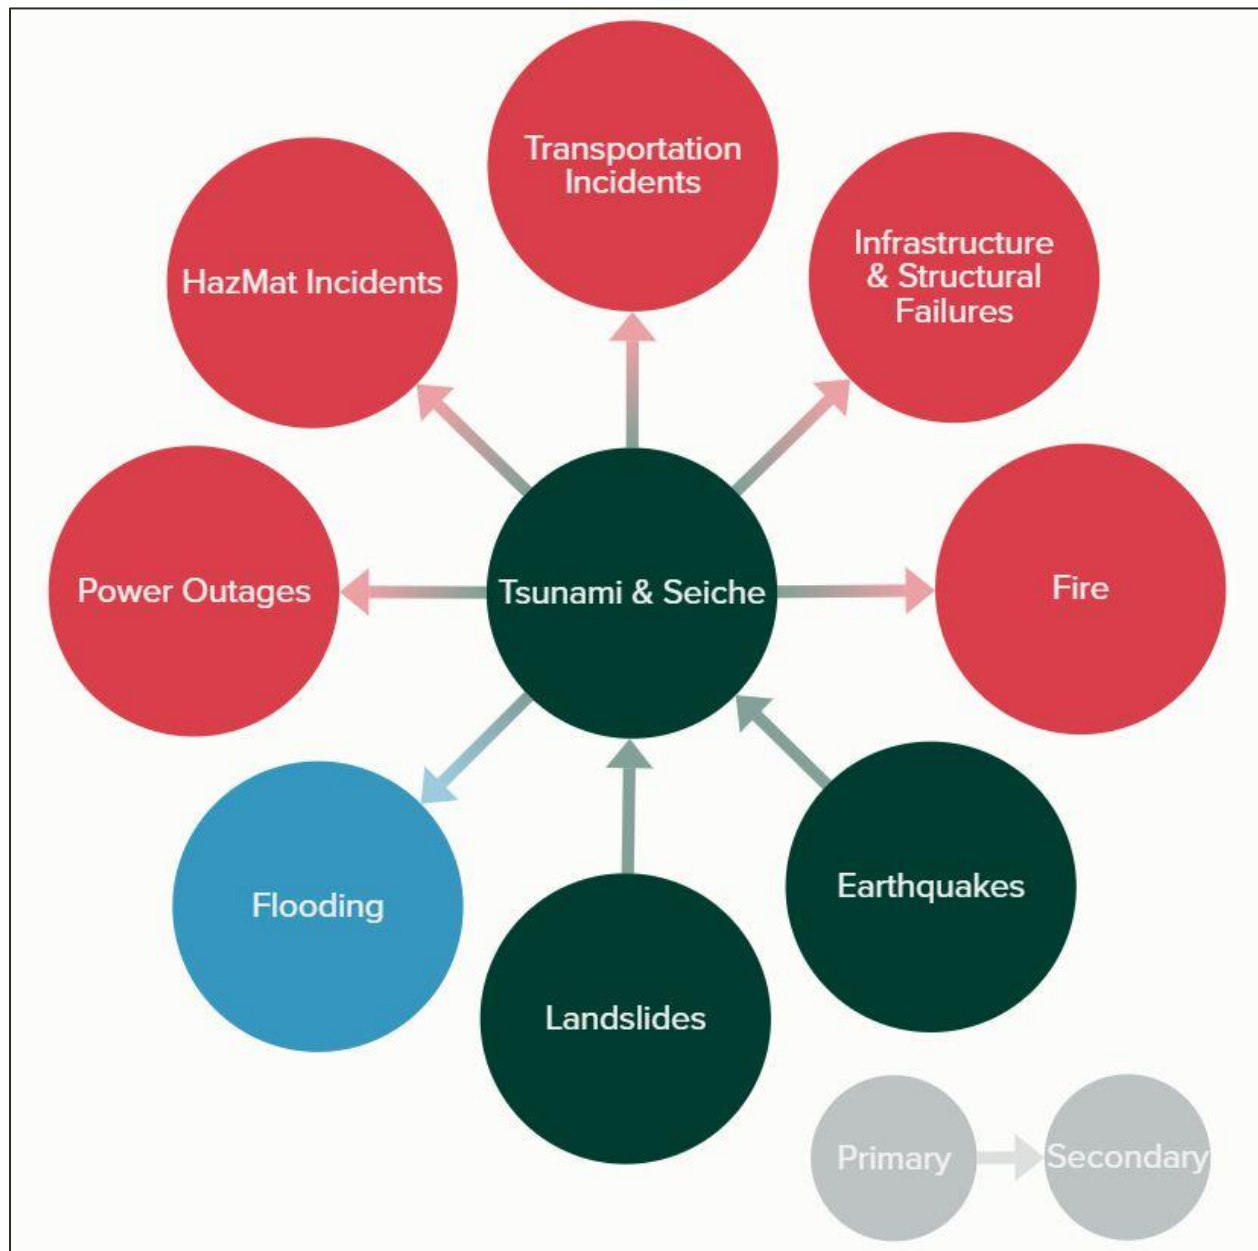 Transportation
Incidents
HazMat Incidents
Infrastructure
& Structural
Failures
Power Outages
Tsunami & Seiche
Fire
Flooding
Earthquakes
Landslides
Primary
Secondary